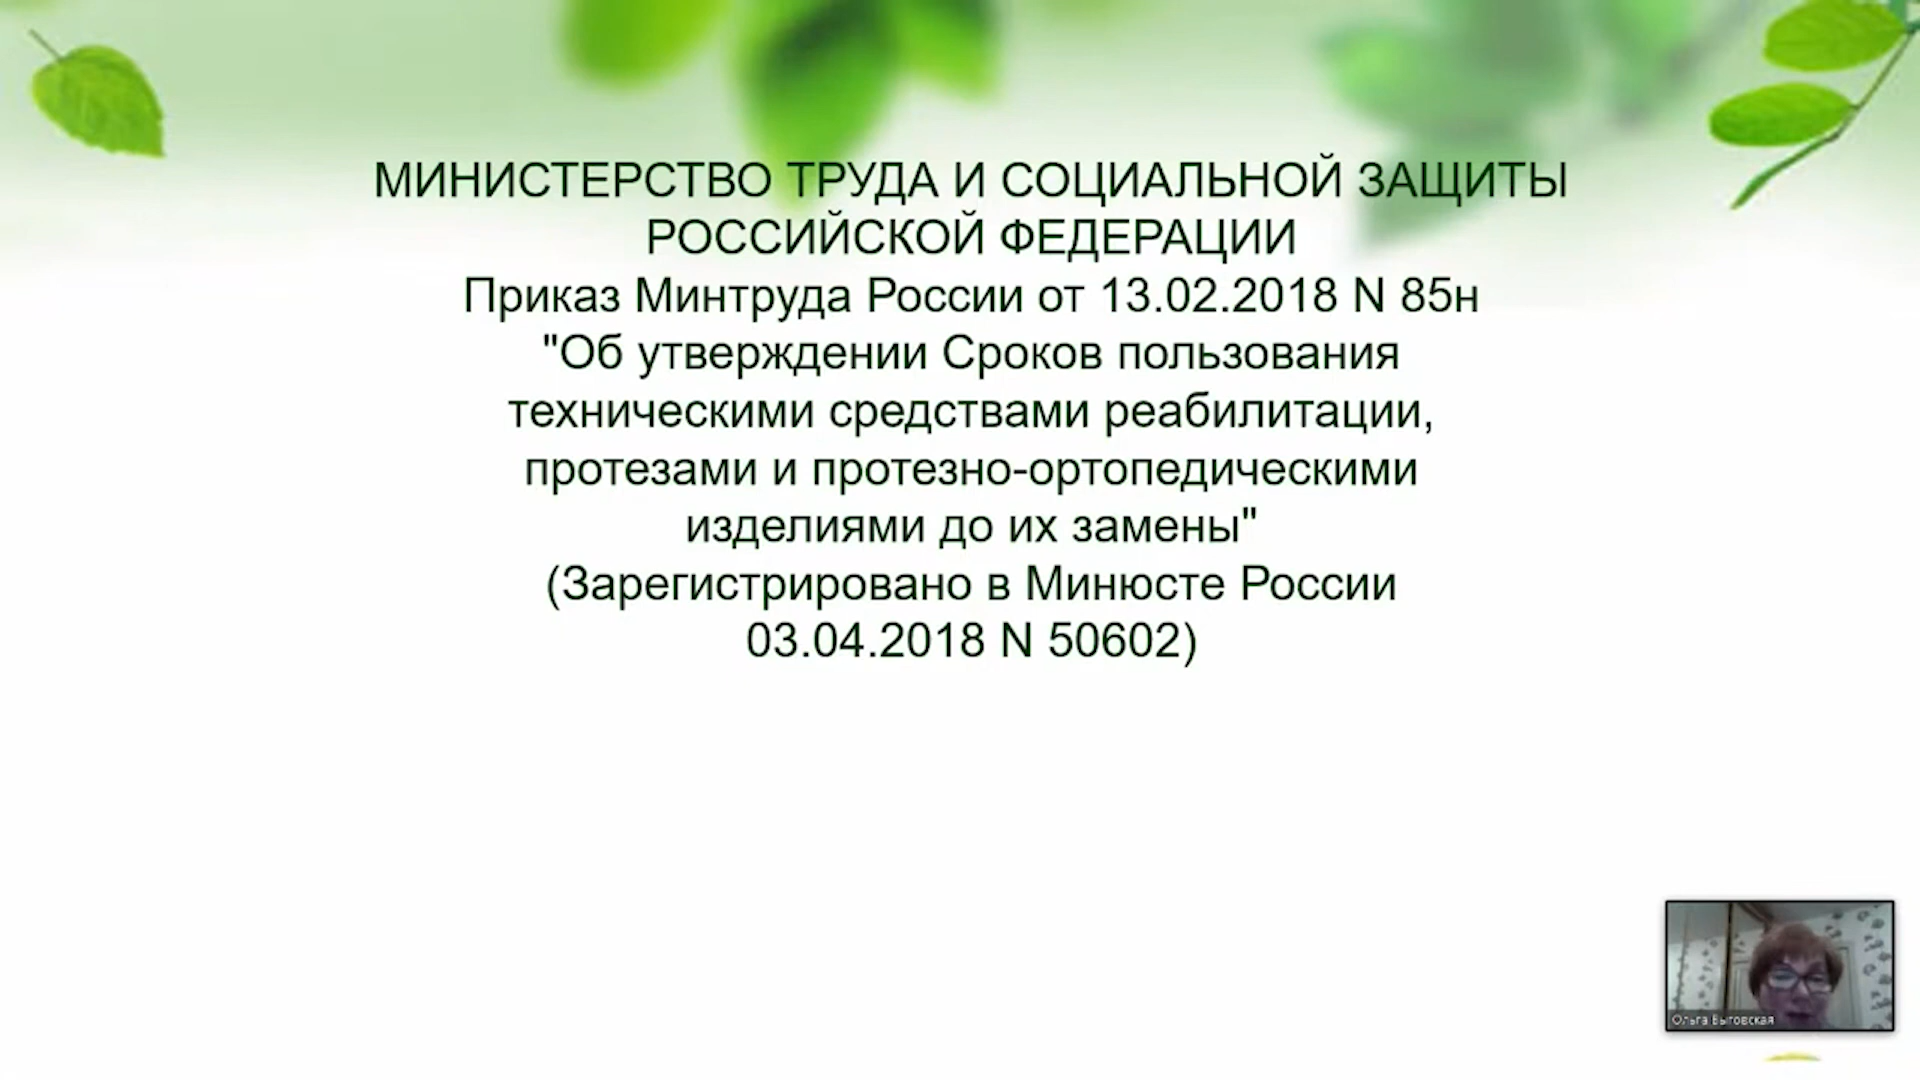 МИНИСТЕРСТВО ТРУДА И СОЦИАЛЬНОЙ ЗАЩИТЫ
РОССИЙСКОЙ ФЕДЕРАЦИИ
Приказ Минтруда России от 13.02.2018 N 85н
"Об утверждении Сроков пользования
техническими средствами реабилитации,
протезами и протезно-ортопедическими
изделиями до их замены"
(Зарегистрировано в Минюсте России
03.04.2018 N 50602)
Ольга Выговская